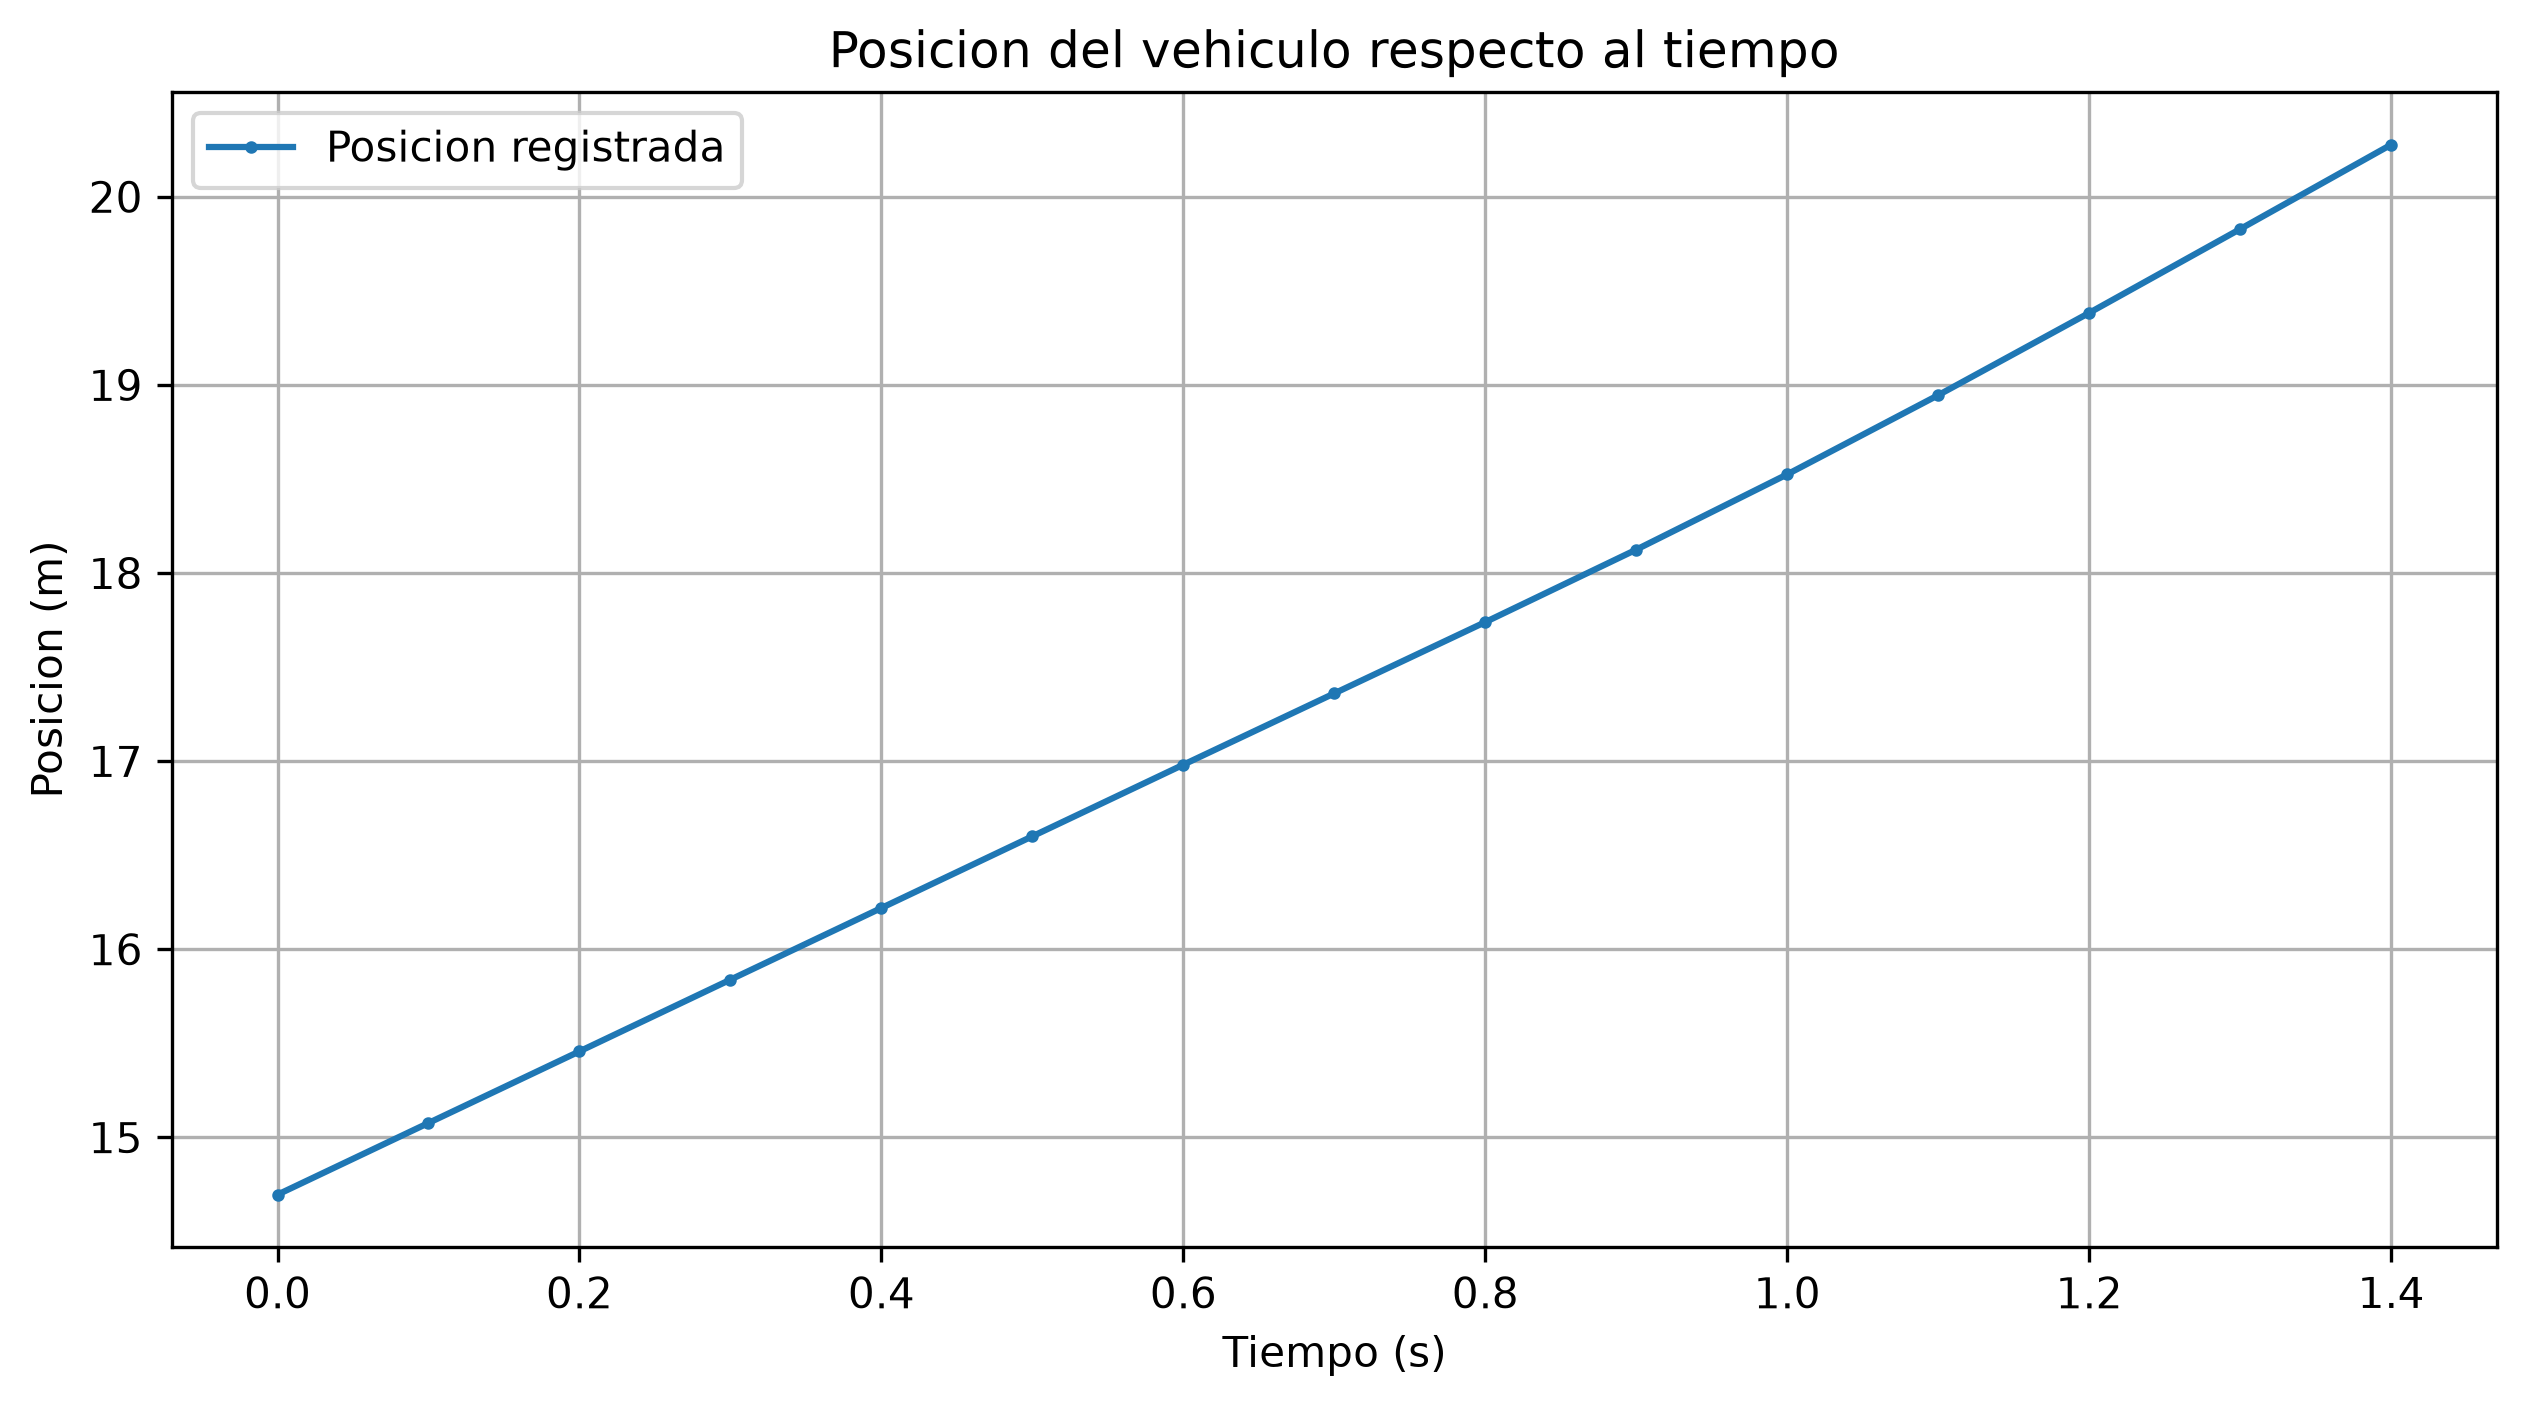 Posicion del vehiculo respecto al tiempo
Posicion registrada
20
19
18
17
16
15
Posicion (m)
0.0 0.2 0.4 0.6 0.8 1.0 1.2 1.4
Tiempo (s)